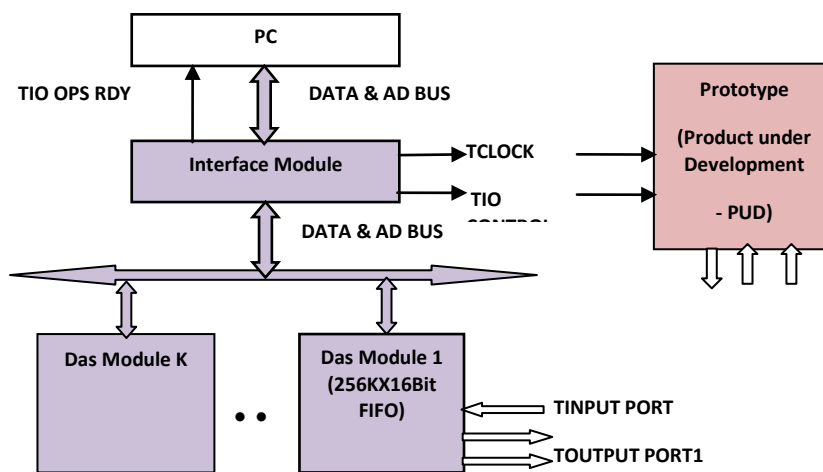 PC
TIO OPS RDY
DATA & AD BUS
Prototype
(Product under
Development
- PUD)
Interface Module
TCLOCK
TIO
DATA & AD BUS
Das Module K
Das Module 1
(256KX16Bit
FIFO)
TINPUT PORT
TOUTPUT PORT1